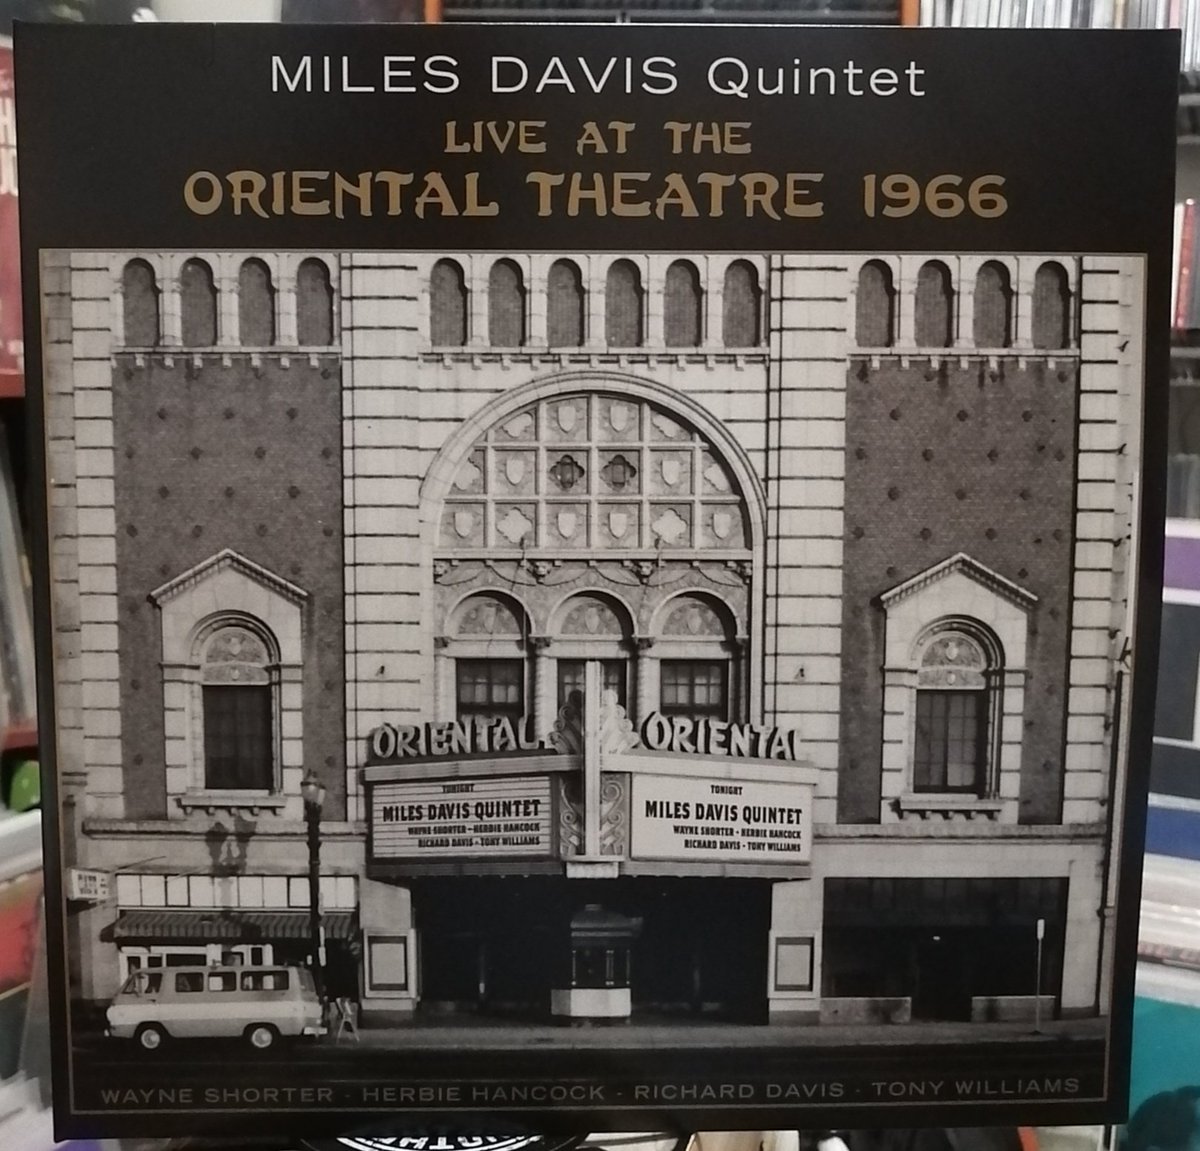 MILES DAVIS Quintet
LIVE AT THE
ORIENTAL THEATRE 1966
ORIENTAL
ORIENTAL
TONIGHT
MILES DAVIS QUINTET
WAYNE SHORTER-HERBIE HANCOCK
RICHARD DAVIS - TONY WILLIAMS
TONIGHT
MILES DAVIS QUINTET
WAYNE SHORTER - HERBIE HANCOCK
RICHARD DAVIS - TONY WILLIAMS
WAYNE SHORTER - HERBIE HANCOCK - RICHARD DAVIS - TONY WILLIAMS